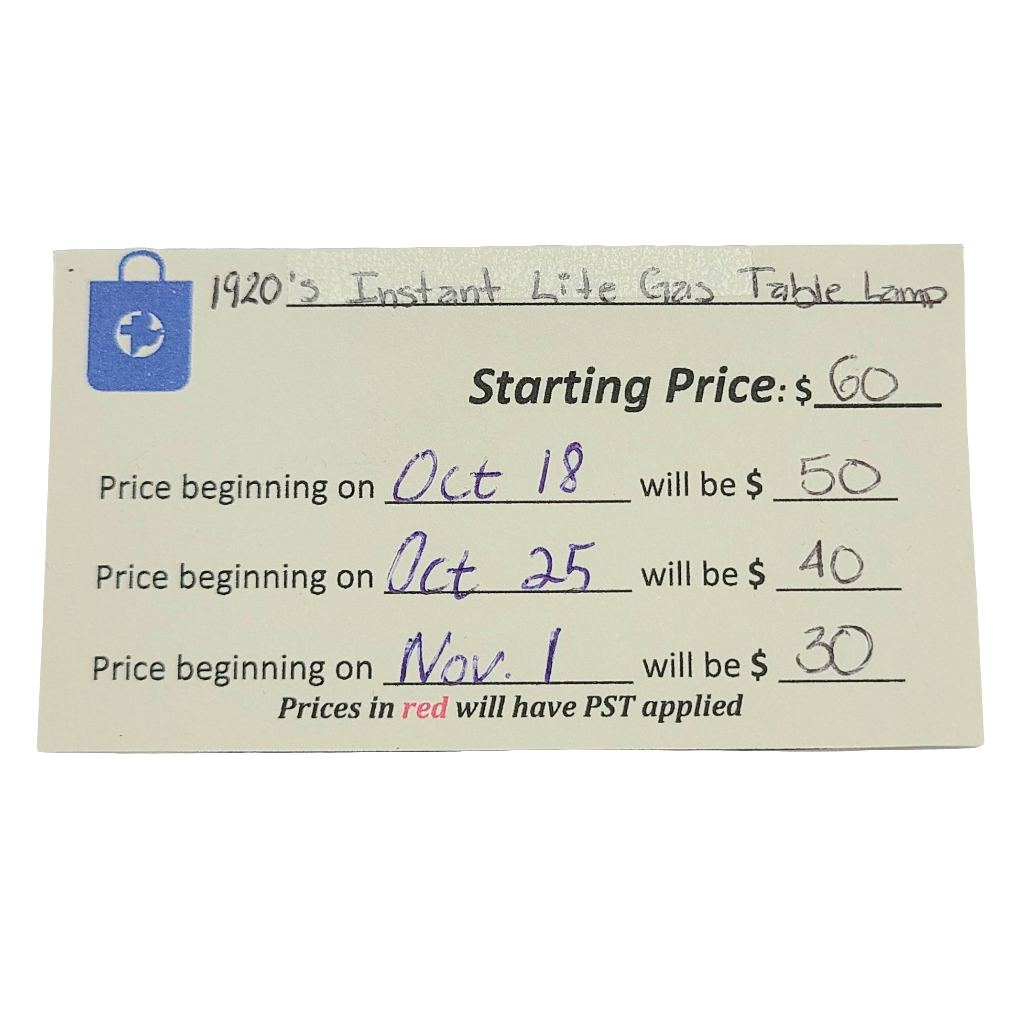 1920's Instant Lite Gas Table Lamp
Starting Price: $ 60
Price beginning on Oct 18 will be $ 50
Price beginning on Oct 25 will be $ 40
Price beginning on Nov. 1 will be $ 30
Prices in red will have PST applied